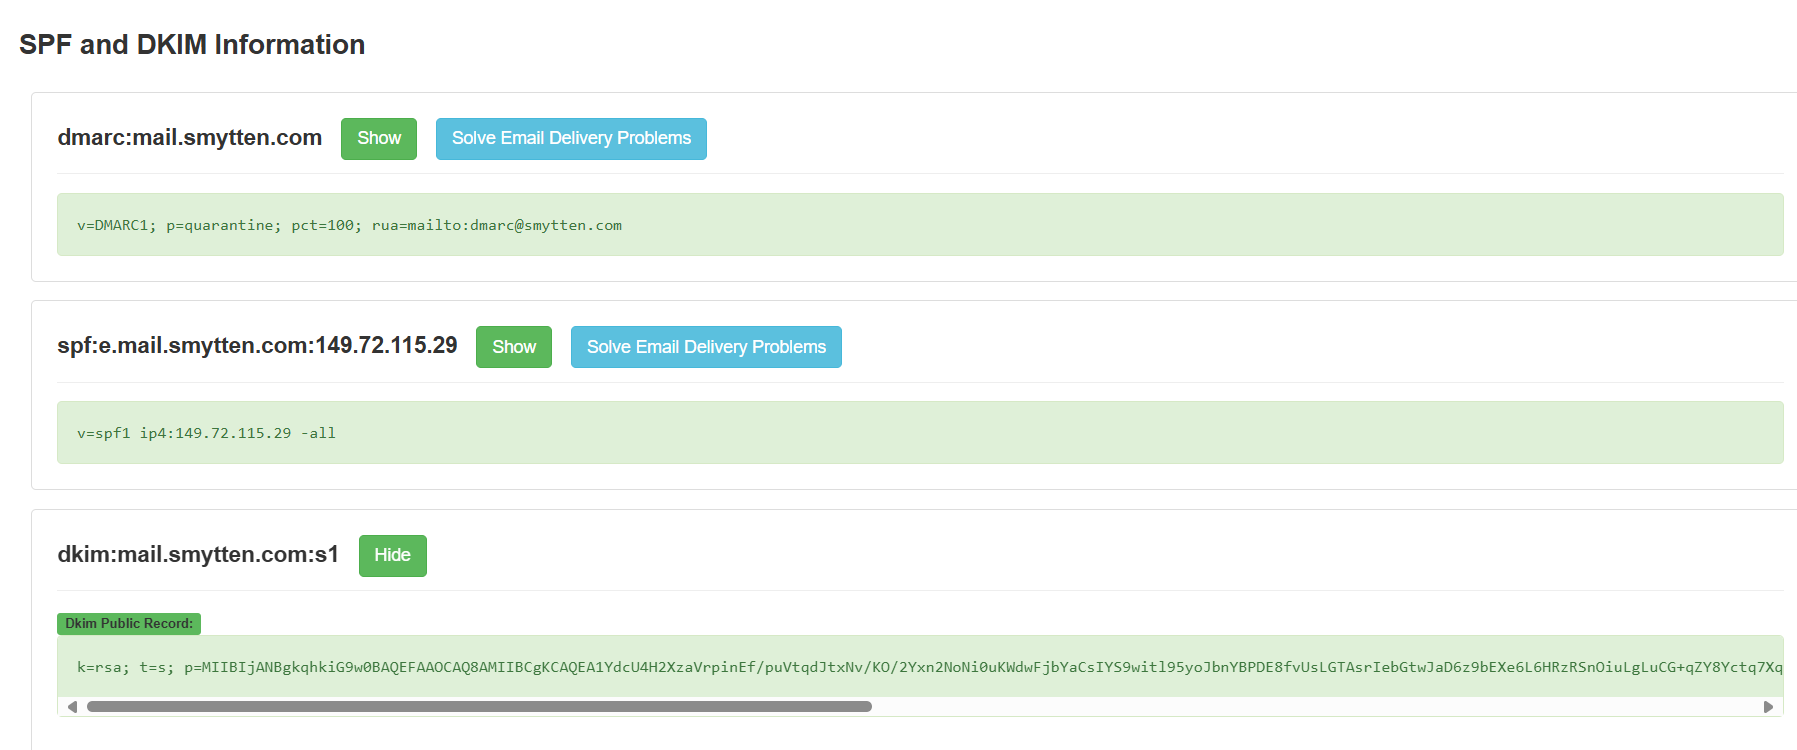 SPF and DKIM Information
dmarc:mail.smytten.com Show Solve Email Delivery Problems
v=DMARC1; p=quarantine; pct=100; rua=mailto:dmarc@smytten.com
spf:e.mail.smytten.com:149.72.115.29 Show Solve Email Delivery Problems
v=spf1 ip4:149.72.115.29 -all
dkim:mail.smytten.com:s1 Hide
Dkim Public Record:
k=rsa; t=s; p=MIIBIjANBgkqhkiG9w0BAQEFAAOCAQ8AMIIBCgKCAQEA1YdcU4H2XzaVrpinEf/puVtqdJtxNv/KO/2Yxn2NoNi0uKWdwFjbYaCsIYS9witl95yoJbnYBPDE8fvUsLGTAsrIebGtwJaD6z9bEXe6L6HRzRSnOiuLgLuCG+qZY8Yctq7Xq